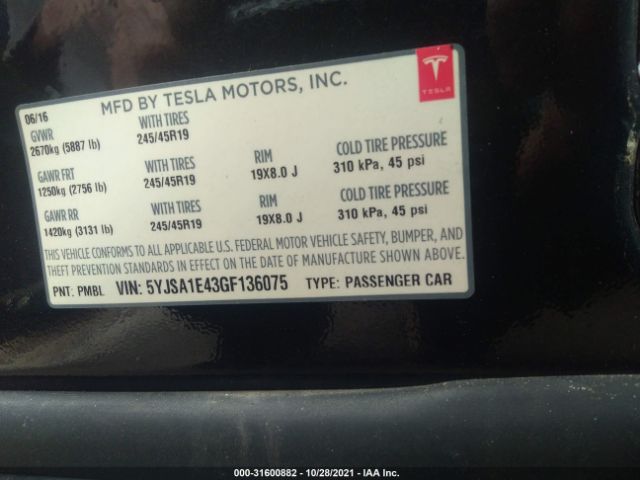 MFD BY TESLA MOTORS, INC.
TESLA
06/16
GVWR WITH TIRES
2670kg (5887 lb) 245/45R19
GAWR FRT WITH TIRES RIM COLD TIRE PRESSURE
1250kg (2756 lb) 245/45R19 19X8.0 J 310 kPa, 45 psi
GAWR RR WITH TIRES RIM COLD TIRE PRESSURE
1420kg (3131 lb) 245/45R19 19X8.0 J 310 kPa, 45 psi
THIS VEHICLE CONFORMS TO ALL APPLICABLE U.S. FEDERAL MOTOR VEHICLE SAFETY, BUMPER, AND
THEFT PREVENTION STANDARDS IN EFFECT ON THE DATE OF MANUFACTURE SHOWN ABOVE.
PNT: PMBL VIN: 5YJSA1E43GF136075 TYPE: PASSENGER CAR
000-31600882 | 10/28/2021 | IAA Inc.